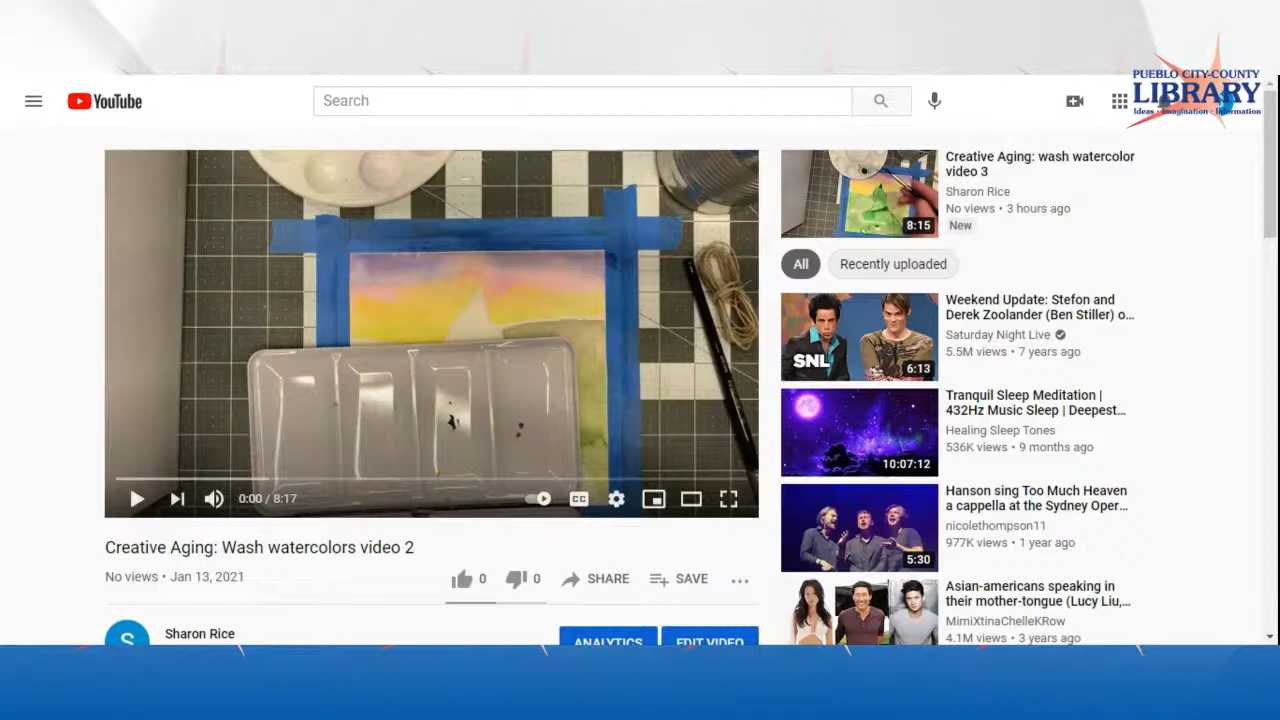 PUEBLO CITY-COUNTY
LIBRARY
Ideas • Imagination • Information
YouTube
Search
Creative Aging: wash watercolor
video 3
Sharon Rice
No views • 3 hours ago
New
8:15
All
Recently uploaded
Weekend Update: Stefon and
Derek Zoolander (Ben Stiller) o...
Saturday Night Live
5.5M views • 7 years ago
SNL
6:13
Tranquil Sleep Meditation |
432Hz Music Sleep | Deepest...
Healing Sleep Tones
536K views • 9 months ago
10:07:12
Hanson sing Too Much Heaven
a cappella at the Sydney Oper...
nicolethompson11
977K views • 1 year ago
5:30
Asian-americans speaking in
their mother-tongue (Lucy Liu,...
MimiXtinaChelleKRow
4.1M views • 3 years ago
0:00 / 8:17
CC
Creative Aging: Wash watercolors video 2
No views • Jan 13, 2021
0
0
SHARE
SAVE
S
Sharon Rice
ANALYTICS
EDIT VIDEO